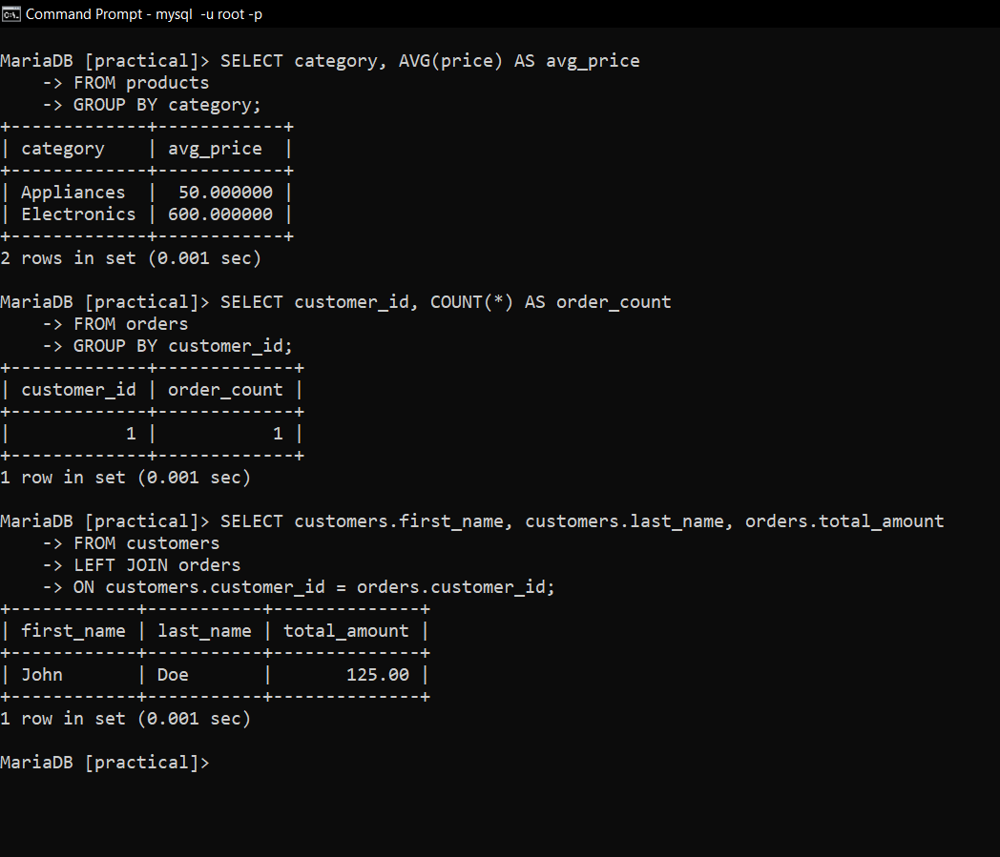 Command Prompt - mysql  -u root -p
MariaDB [practical]> SELECT category, AVG(price) AS avg_price
    -> FROM products
    -> GROUP BY category;
+-------------+------------+
| category    | avg_price  |
+-------------+------------+
| Appliances  |  50.000000 |
| Electronics | 600.000000 |
+-------------+------------+
2 rows in set (0.001 sec)
MariaDB [practical]> SELECT customer_id, COUNT(*) AS order_count
    -> FROM orders
    -> GROUP BY customer_id;
+-------------+-------------+
| customer_id | order_count |
+-------------+-------------+
|           1 |           1 |
+-------------+-------------+
1 row in set (0.001 sec)
MariaDB [practical]> SELECT customers.first_name, customers.last_name, orders.total_amount
    -> FROM customers
    -> LEFT JOIN orders
    -> ON customers.customer_id = orders.customer_id;
+------------+-----------+--------------+
| first_name | last_name | total_amount |
+------------+-----------+--------------+
| John       | Doe       |       125.00 |
+------------+-----------+--------------+
1 row in set (0.001 sec)
MariaDB [practical]>